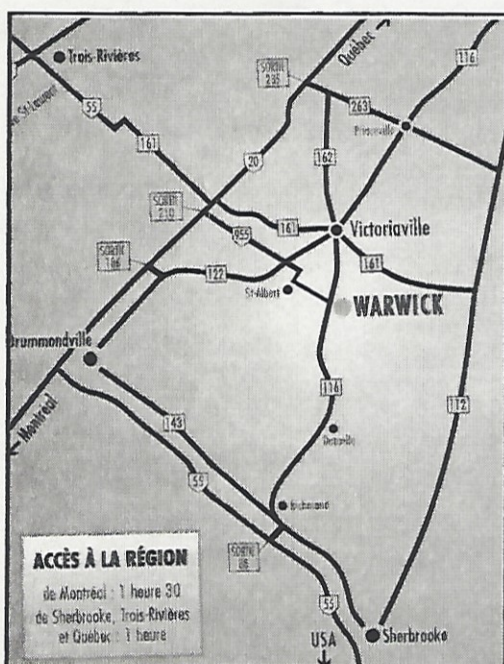 Québec
116
Trois-Rivières
SORTIE
235
263
55
St-Laurent
Princeville
161
20
162
SORTIE
210
955
161
Victoriaville
SORTIE
122
161
St-Albert
WARWICK
Drummondville
116
112
Montréal
143
55
Danville
Richmond
ACCÈS À LA RÉGION
SORTIE
88
de Montréal : 1 heure 30
de Sherbrooke, Trois-Rivières
et Québec : 1 heure
55
USA
Sherbrooke